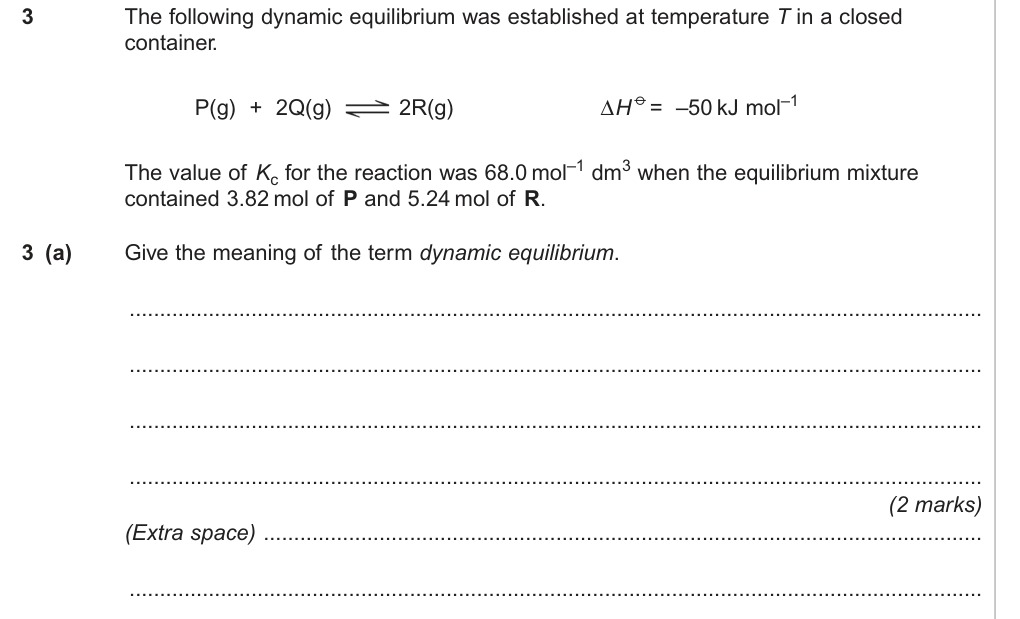 3 The following dynamic equilibrium was established at temperature T in a closed
container.
P(g) + 2Q(g) ⇌ 2R(g) ΔH⦵ = –50 kJ mol⁻¹
The value of Kc for the reaction was 68.0 mol⁻¹ dm³ when the equilibrium mixture
contained 3.82 mol of P and 5.24 mol of R.
3 (a) Give the meaning of the term dynamic equilibrium.
(2 marks)
(Extra space)